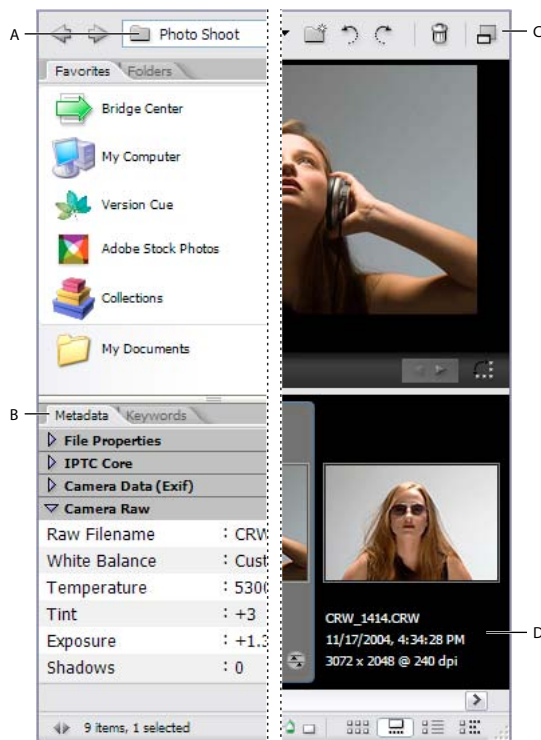 A
Photo Shoot
C
Favorites Folders
Bridge Center
My Computer
Version Cue
Adobe Stock Photos
Collections
My Documents
B
Metadata Keywords
File Properties
IPTC Core
Camera Data (Exif)
Camera Raw
Raw Filename : CRW
White Balance : Cust
Temperature : 5300
Tint : +3
Exposure : +1.3
Shadows : 0
CRW_1414.CRW
11/17/2004, 4:34:28 PM
3072 x 2048 @ 240 dpi
D
9 items, 1 selected